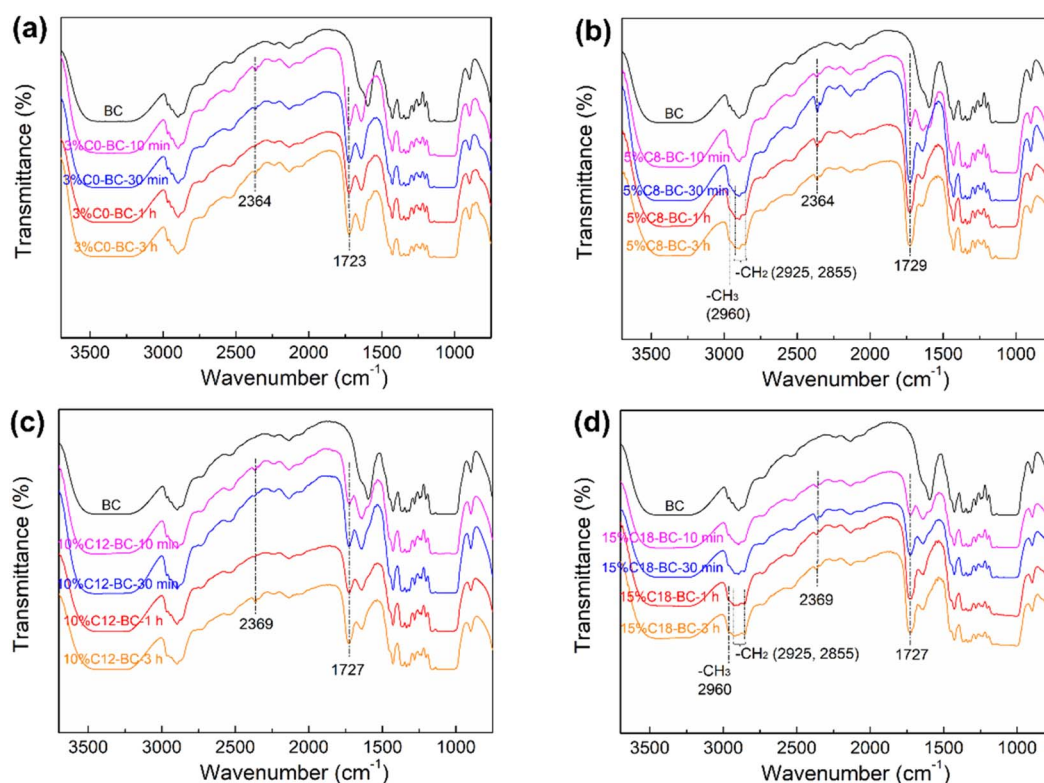 (a)
Transmittance (%)
BC
3%C0-BC-10 min
3%C0-BC-30 min
3%C0-BC-1 h
3%C0-BC-3 h
2364
1723
3500 3000 2500 2000 1500 1000
Wavenumber (cm⁻¹)
(b)
Transmittance (%)
BC
5%C8-BC-10 min
5%C8-BC-30 min
5%C8-BC-1 h
5%C8-BC-3 h
2364
1729
-CH₂ (2925, 2855)
-CH₃
(2960)
3500 3000 2500 2000 1500 1000
Wavenumber (cm⁻¹)
(c)
Transmittance (%)
BC
10%C12-BC-10 min
10%C12-BC-30 min
10%C12-BC-1 h
10%C12-BC-3 h
2369
1727
3500 3000 2500 2000 1500 1000
Wavenumber (cm⁻¹)
(d)
Transmittance (%)
BC
15%C18-BC-10 min
15%C18-BC-30 min
15%C18-BC-1 h
15%C18-BC-3 h
2369
-CH₂ (2925, 2855)
1727
-CH₃
2960
3500 3000 2500 2000 1500 1000
Wavenumber (cm⁻¹)